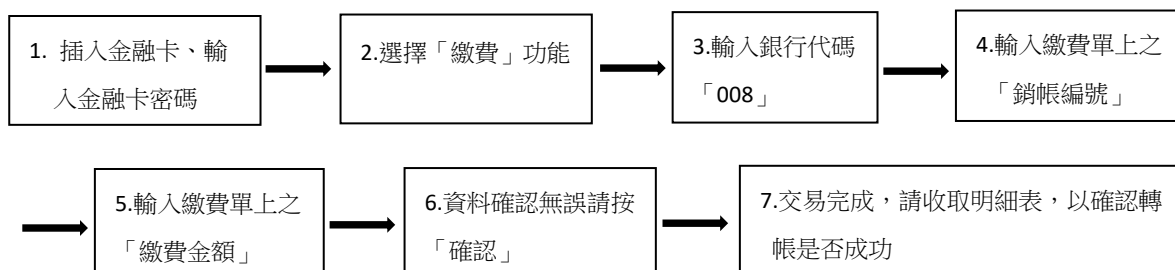 1. 插入金融卡、輸
入金融卡密碼
2.選擇「繳費」功能
3.輸入銀行代碼
「008」
4.輸入繳費單上之
「銷帳編號」
5.輸入繳費單上之
「繳費金額」
6.資料確認無誤請按
「確認」
7.交易完成，請收取明細表，以確認轉
帳是否成功